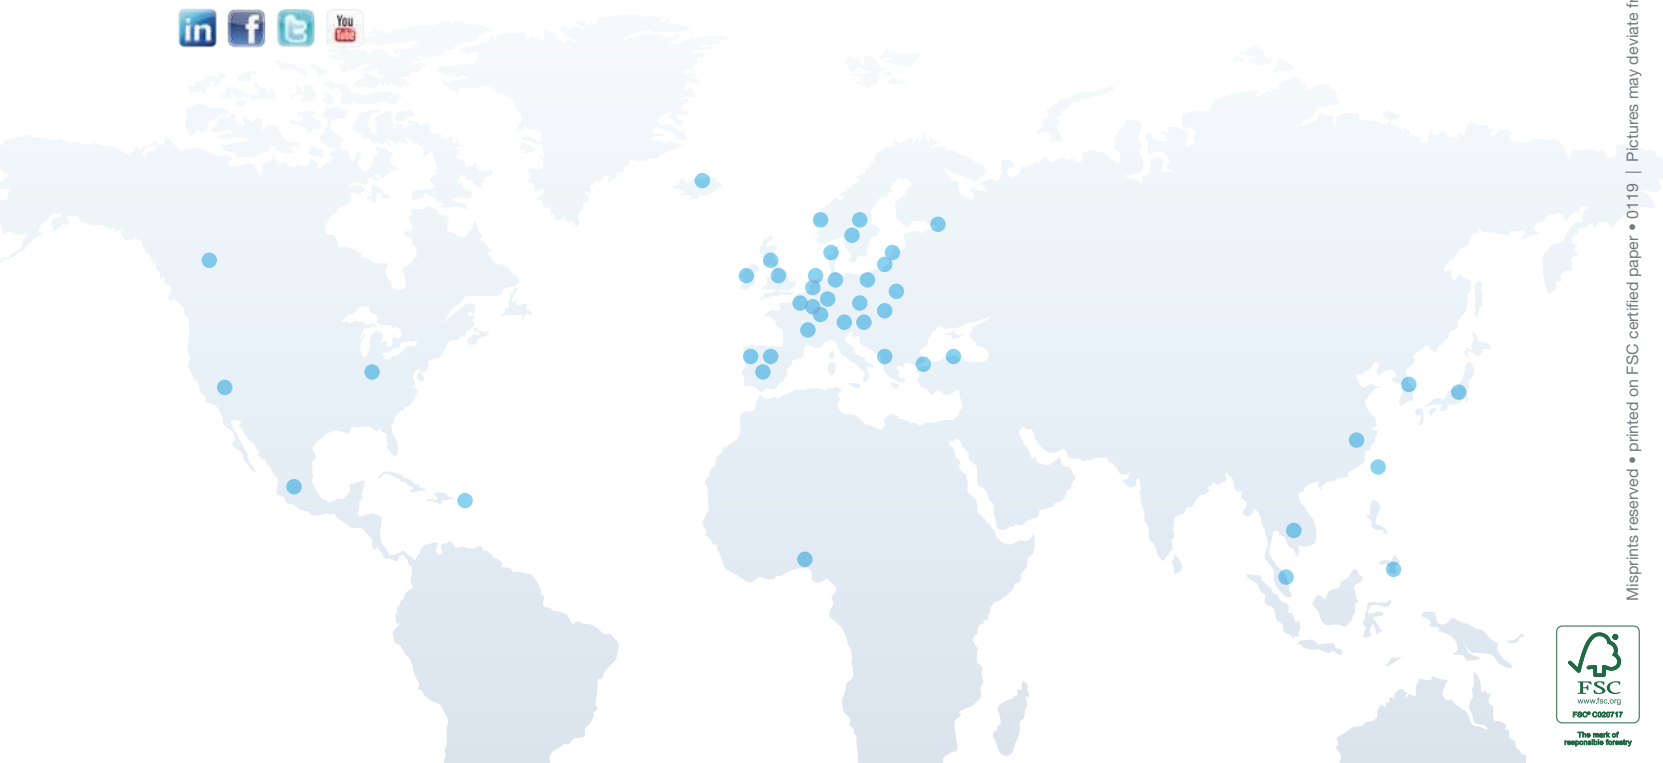 in
f
t
You
Tube
Misprints reserved • printed on FSC certified paper • 0119 | Pictures may deviate
FSC
www.fsc.org
FSC® C020717
The mark of
responsible forestry